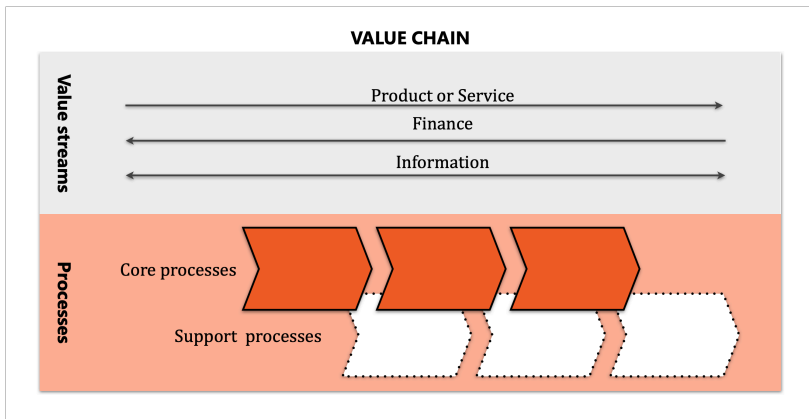 VALUE CHAIN
Value streams
Product or Service
Finance
Information
Processes
Core processes
Support processes